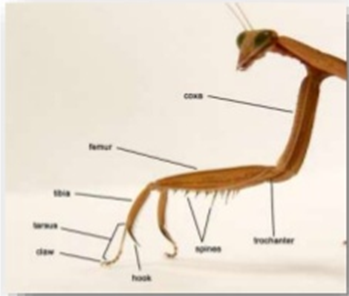 coxa
femur
tibia
tarsus
claw
hook
spines
trochanter